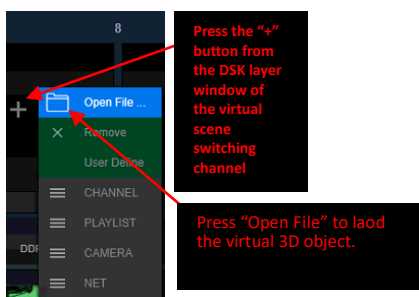 8
Press the “+”
button from
the DSK layer
window of
the virtual
scene
switching
channel
+
Open File ...
Remove
User Define
CHANNEL
PLAYLIST
CAMERA
NET
Press “Open File” to laod
the virtual 3D object.